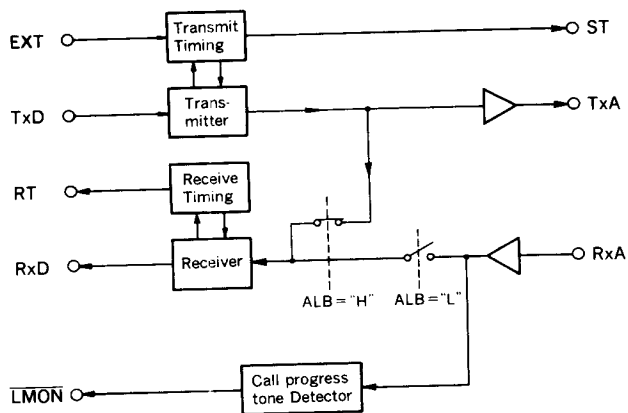 EXT
Transmit
Timing
ST
TxD
Trans-
mitter
TxA
RT
Receive
Timing
RxD
Receiver
RxA
ALB="H"
ALB="L"
LMON
Call progress
tone Detector